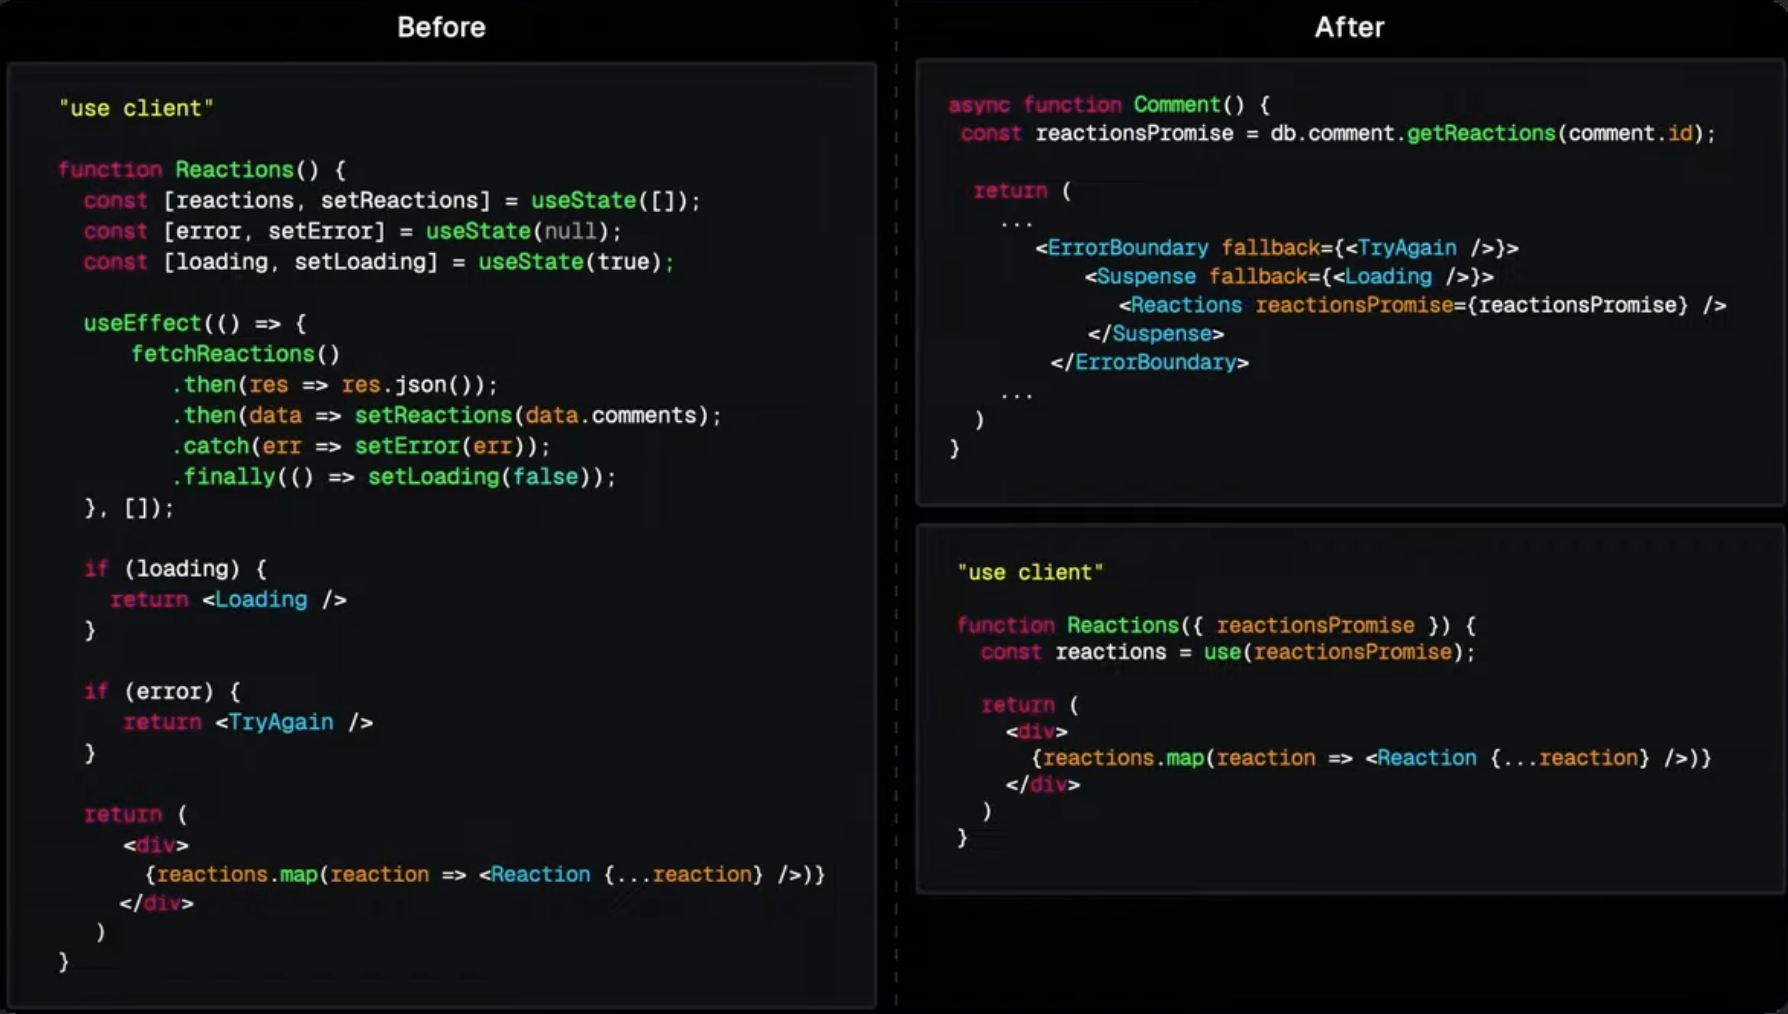 Before
"use client"
function Reactions() {
const [reactions, setReactions] = useState([]);
const [error, setError] = useState(null);
const [loading, setLoading] = useState(true);
useEffect(() => {
fetchReactions()
.then(res => res.json());
.then(data => setReactions(data.comments);
.catch(err => setError(err));
.finally(() => setLoading(false));
}, []);
if (loading) {
return <Loading />
}
if (error) {
return <TryAgain />
}
return (
<div>
{reactions.map(reaction => <Reaction {...reaction} />)}
</div>
)
}
After
async function Comment() {
const reactionsPromise = db.comment.getReactions(comment.id);
return (
...
<ErrorBoundary fallback={<TryAgain />}>
<Suspense fallback={<Loading />}>
<Reactions reactionsPromise={reactionsPromise} />
</Suspense>
</ErrorBoundary>
...
)
}
"use client"
function Reactions({ reactionsPromise }) {
const reactions = use(reactionsPromise);
return (
<div>
{reactions.map(reaction => <Reaction {...reaction} />)}
</div>
)
}